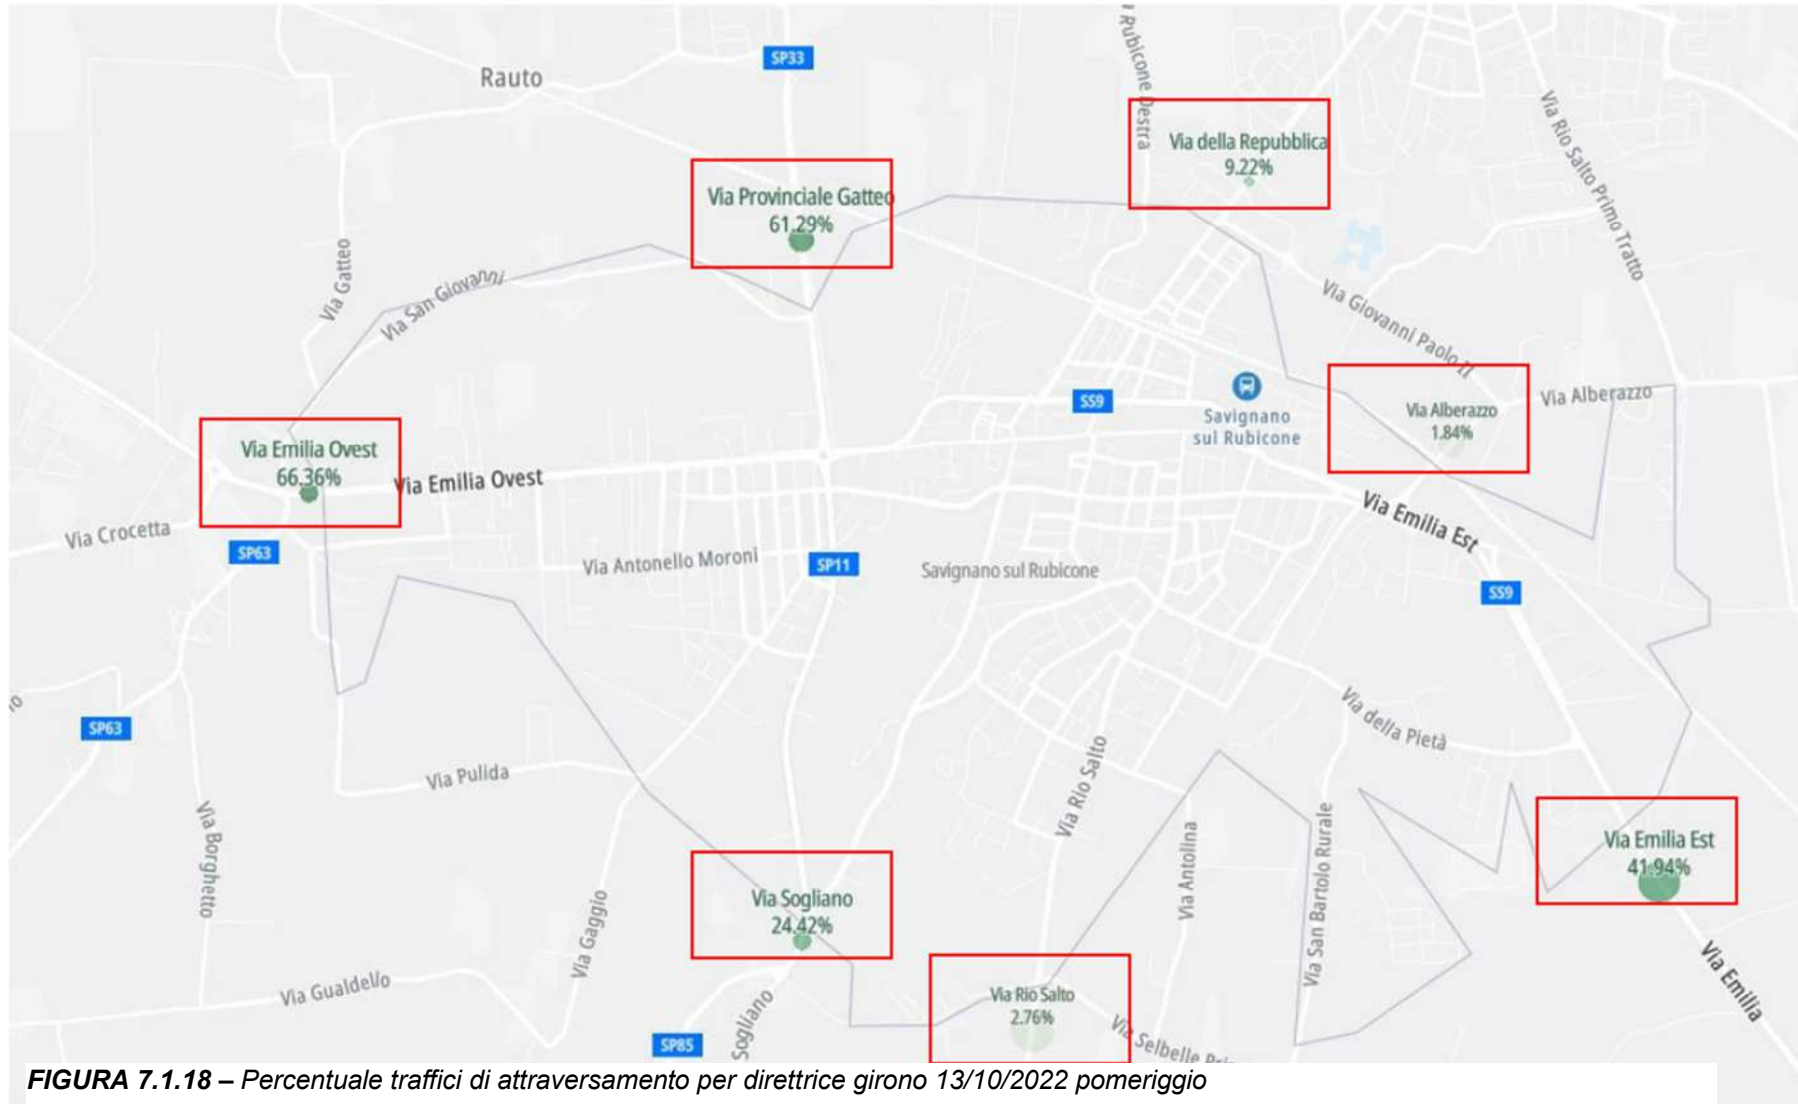 Rubicone Destra
SP33
Rauto
Via Rio Salto Primo Tratto
Via della Repubblica
9.22%
Via Provinciale Gatteo
61.29%
Via Gatteo
Via San Giovanni
Via Giovanni Paolo II
Via Alberazzo
SS9
Savignano
sul Rubicone
Via Alberazzo
1.84%
Via Emilia Ovest
66.36%
Via Emilia Ovest
Via Emilia Est
Via Crocetta
SP63
Via Antonello Moroni
SP11
Savignano sul Rubicone
SS9
SP63
Via della Pietà
Via Pulida
Via Rio Salto
Via Borghetto
Via Antolina
Via San Bartolo Rurale
Via Emilia Est
41.94%
Via Sogliano
24.42%
Via Gaggio
Via Emilia
Via Gualdello
Via Rio Salto
2.76%
Sogliano
SP85
Via Selbelle
FIGURA 7.1.18 – Percentuale traffici di attraversamento per direttrice girono 13/10/2022 pomeriggio